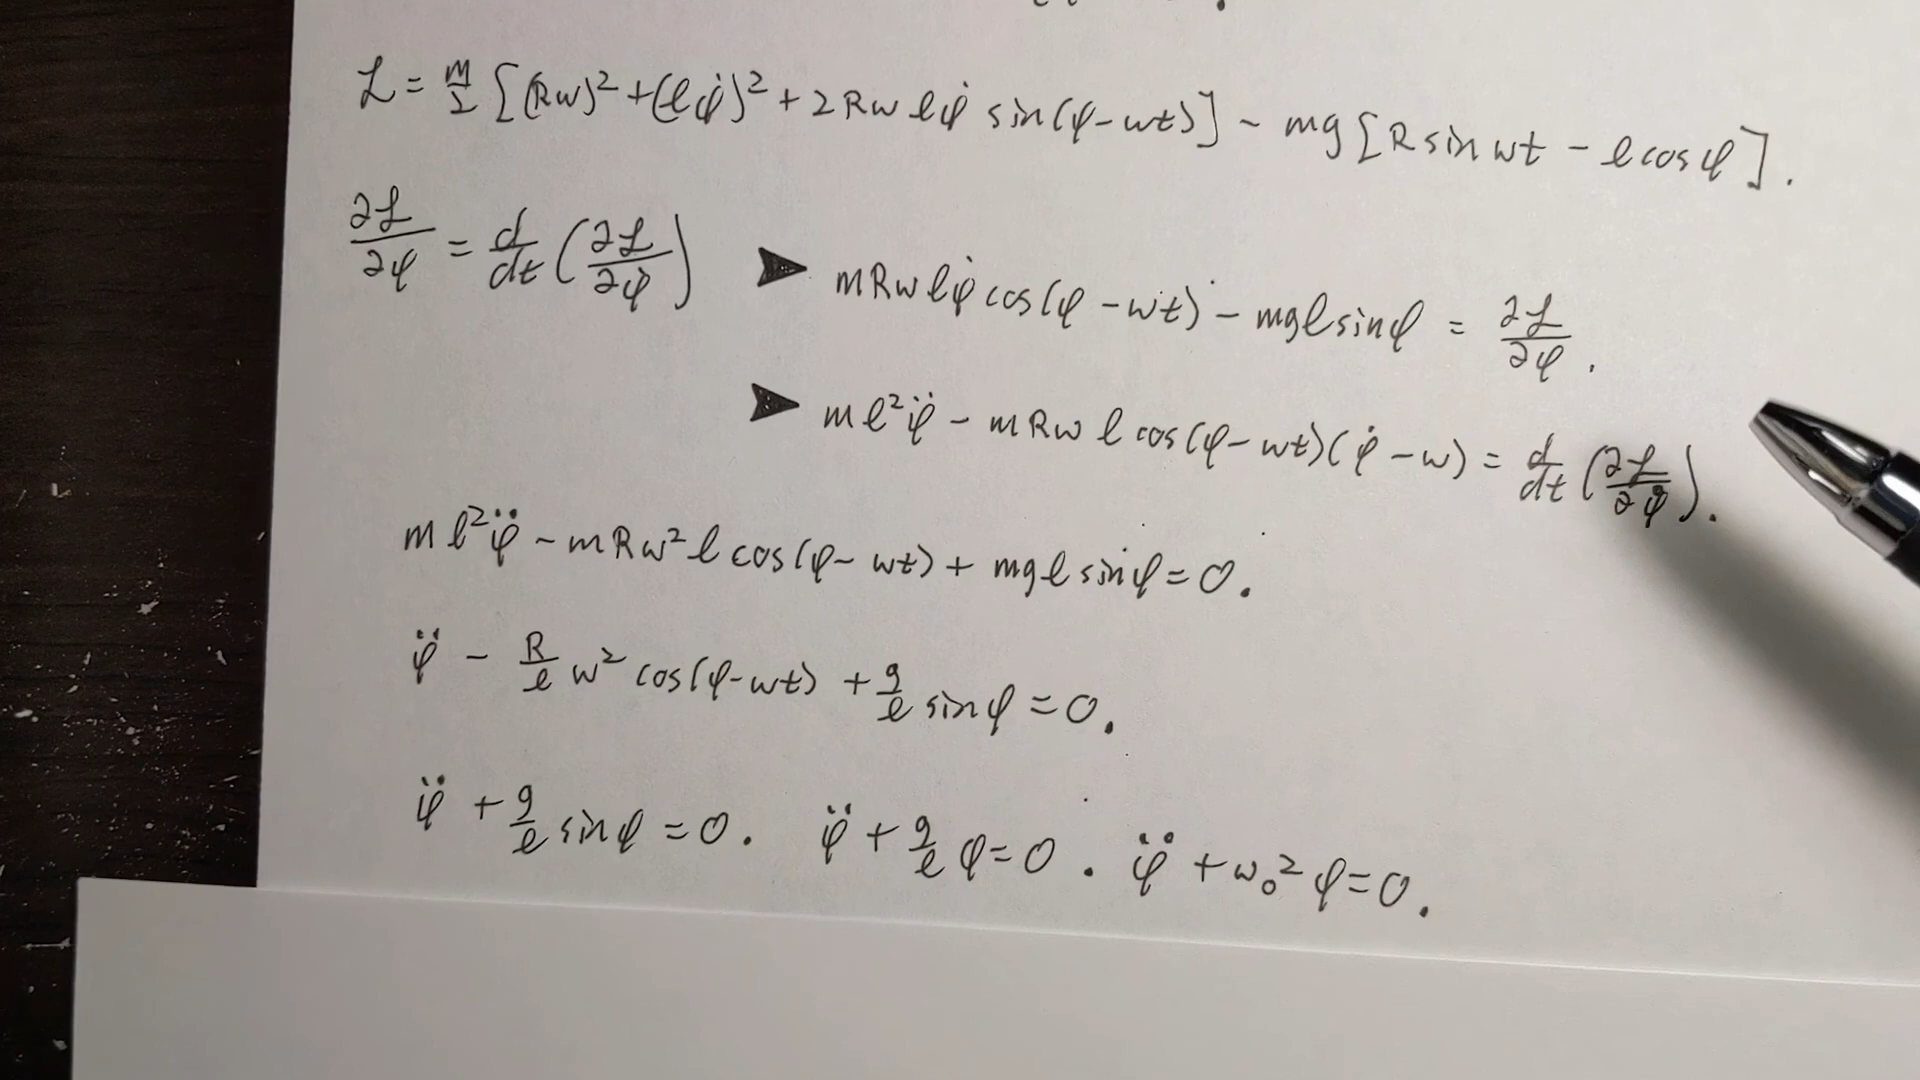 ℒ = m/2 [(Rω)² + (ℓφ̇)² + 2Rωℓφ̇ sin(φ-ωt)] - mg[R sin ωt - ℓ cos φ].
∂ℒ/∂φ = d/dt (∂ℒ/∂φ̇) ➤ mRωℓφ̇ cos(φ-ωt) - mgℓ sin φ = ∂ℒ/∂φ.
➤ mℓ²φ̈ - mRωℓ cos(φ-ωt)(φ̇-ω) = d/dt (∂ℒ/∂φ̇).
mℓ²φ̈ - mRω²ℓ cos(φ-ωt) + mgℓ sin φ = 0.
φ̈ - R/ℓ ω² cos(φ-ωt) + g/ℓ sin φ = 0.
φ̈ + g/ℓ sin φ = 0. φ̈ + g/ℓ φ = 0. φ̈ + ω₀² φ = 0.